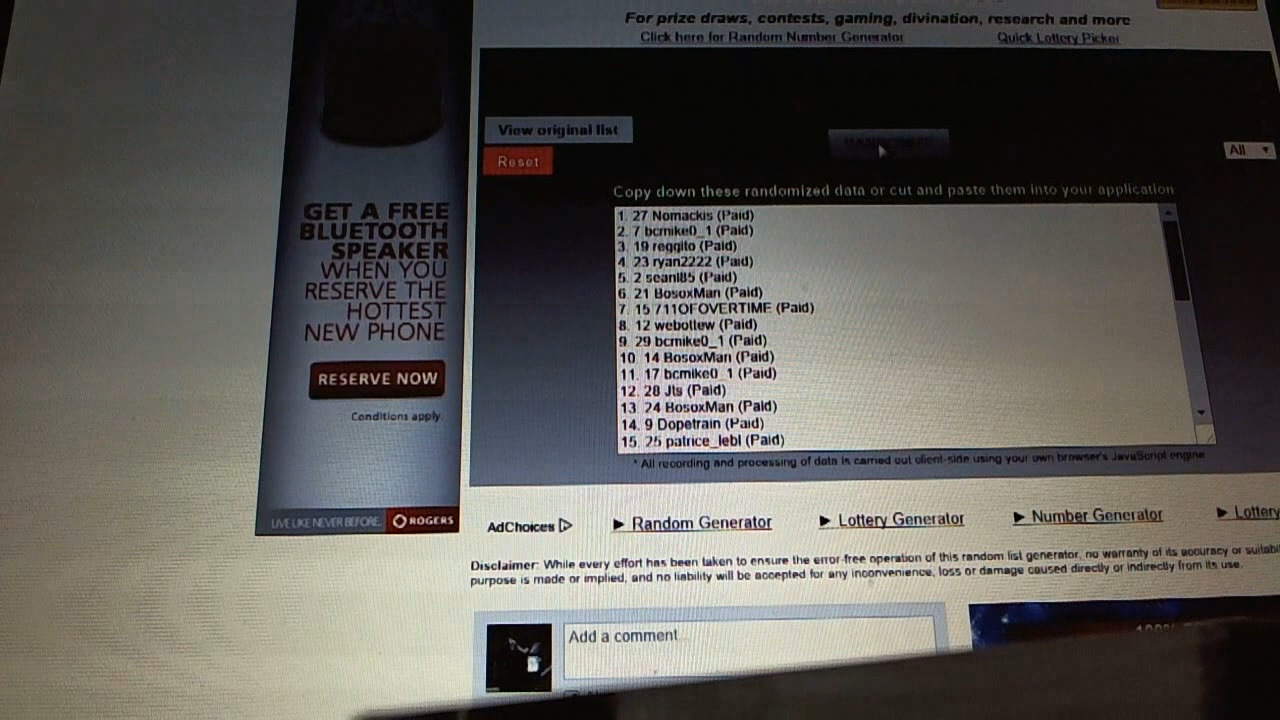 For prize draws, contests, gaming, divination, research and more
Click here for Random Number Generator
Quick Lottery Picker
View original list
Reset
All
Copy down these randomized data or cut and paste them into your application
1. 27 Nomackis (Paid)
2. 7 bcmike0_1 (Paid)
3. 19 reggito (Paid)
4. 23 ryan2222 (Paid)
5. 2 seanl85 (Paid)
6. 21 BosoxMan (Paid)
7. 15 711OFOVERTIME (Paid)
8. 12 webottew (Paid)
9. 29 bcmike0_1 (Paid)
10. 14 BosoxMan (Paid)
11. 17 bcmike0_1 (Paid)
12. 28 Jts (Paid)
13. 24 BosoxMan (Paid)
14. 9 Dopetrain (Paid)
15. 25 patrice_lebl (Paid)
* All recording and processing of data is carried out client-side using your own browser's JavaScript engine
GET A FREE
BLUETOOTH
SPEAKER
WHEN YOU
RESERVE THE
HOTTEST
NEW PHONE
RESERVE NOW
Conditions apply.
LIVE LIKE NEVER BEFORE.
ROGERS
AdChoices
Random Generator
Lottery Generator
Number Generator
Lottery
Disclaimer: While every effort has been taken to ensure the error-free operation of this random list generator, no warranty of its accuracy or suitabi
purpose is made or implied, and no liability will be accepted for any inconvenience, loss or damage caused directly or indirectly from its use.
Add a comment